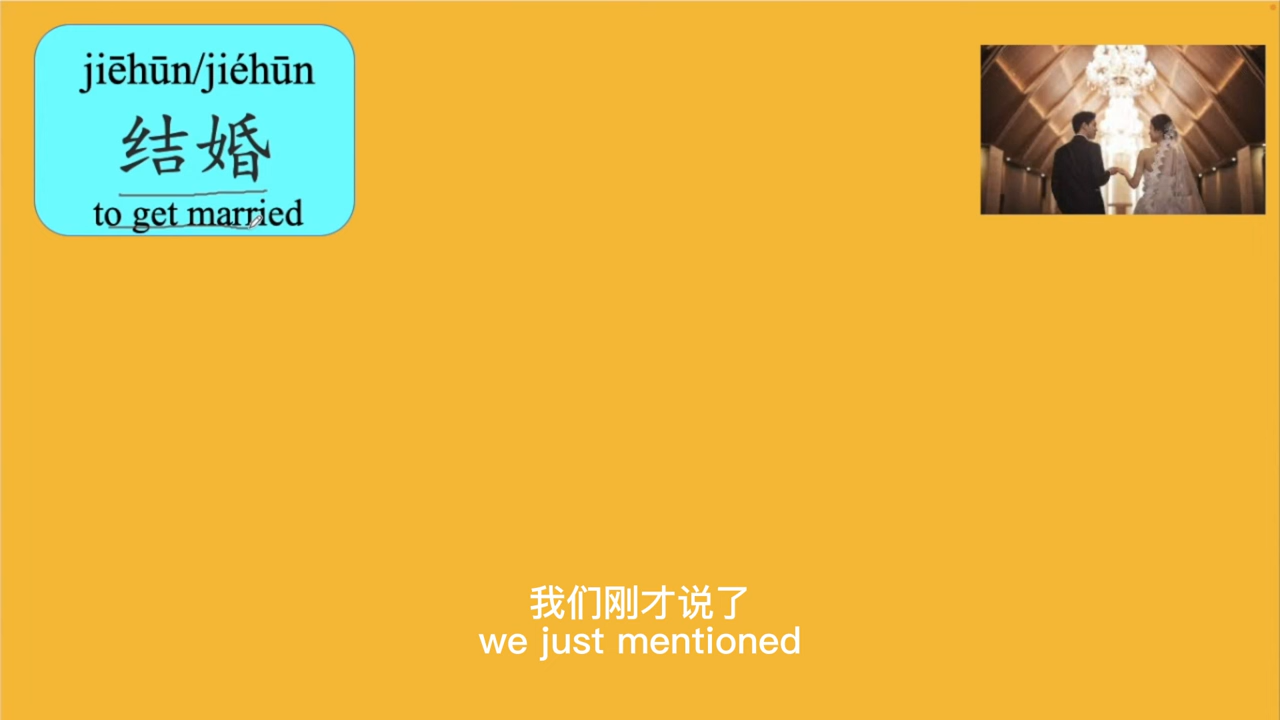 jiēhūn/jiéhūn
结婚
to get married
我们刚才说了
we just mentioned